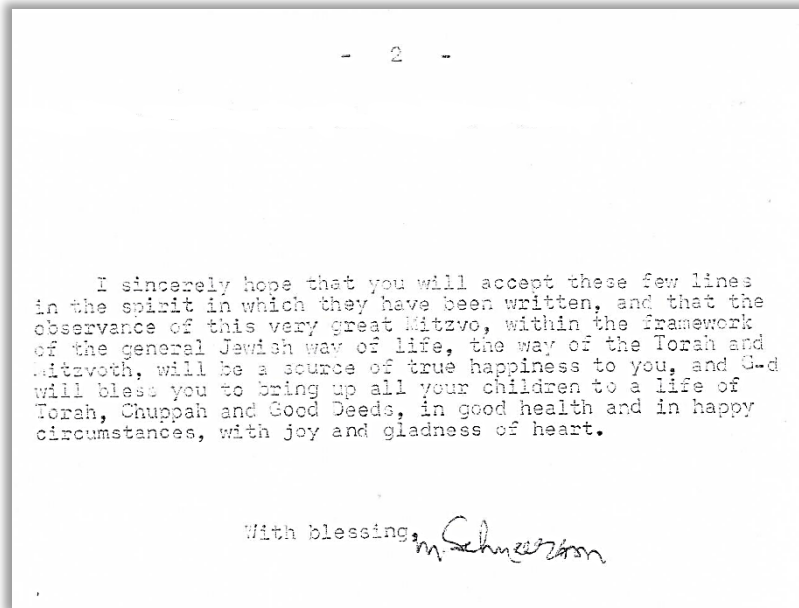 - 2 -
I sincerely hope that you will accept these few lines
in the spirit in which they have been written, and that the
observance of this very great Mitzvo, within the framework
of the general Jewish way of life, the way of the Torah and
Mitzvoth, will be a source of true happiness to you, and G-d
will bless you to bring up all your children to a life of
Torah, Chuppah and Good Deeds, in good health and in happy
circumstances, with joy and gladness of heart.
With blessing,
M. Schneerson